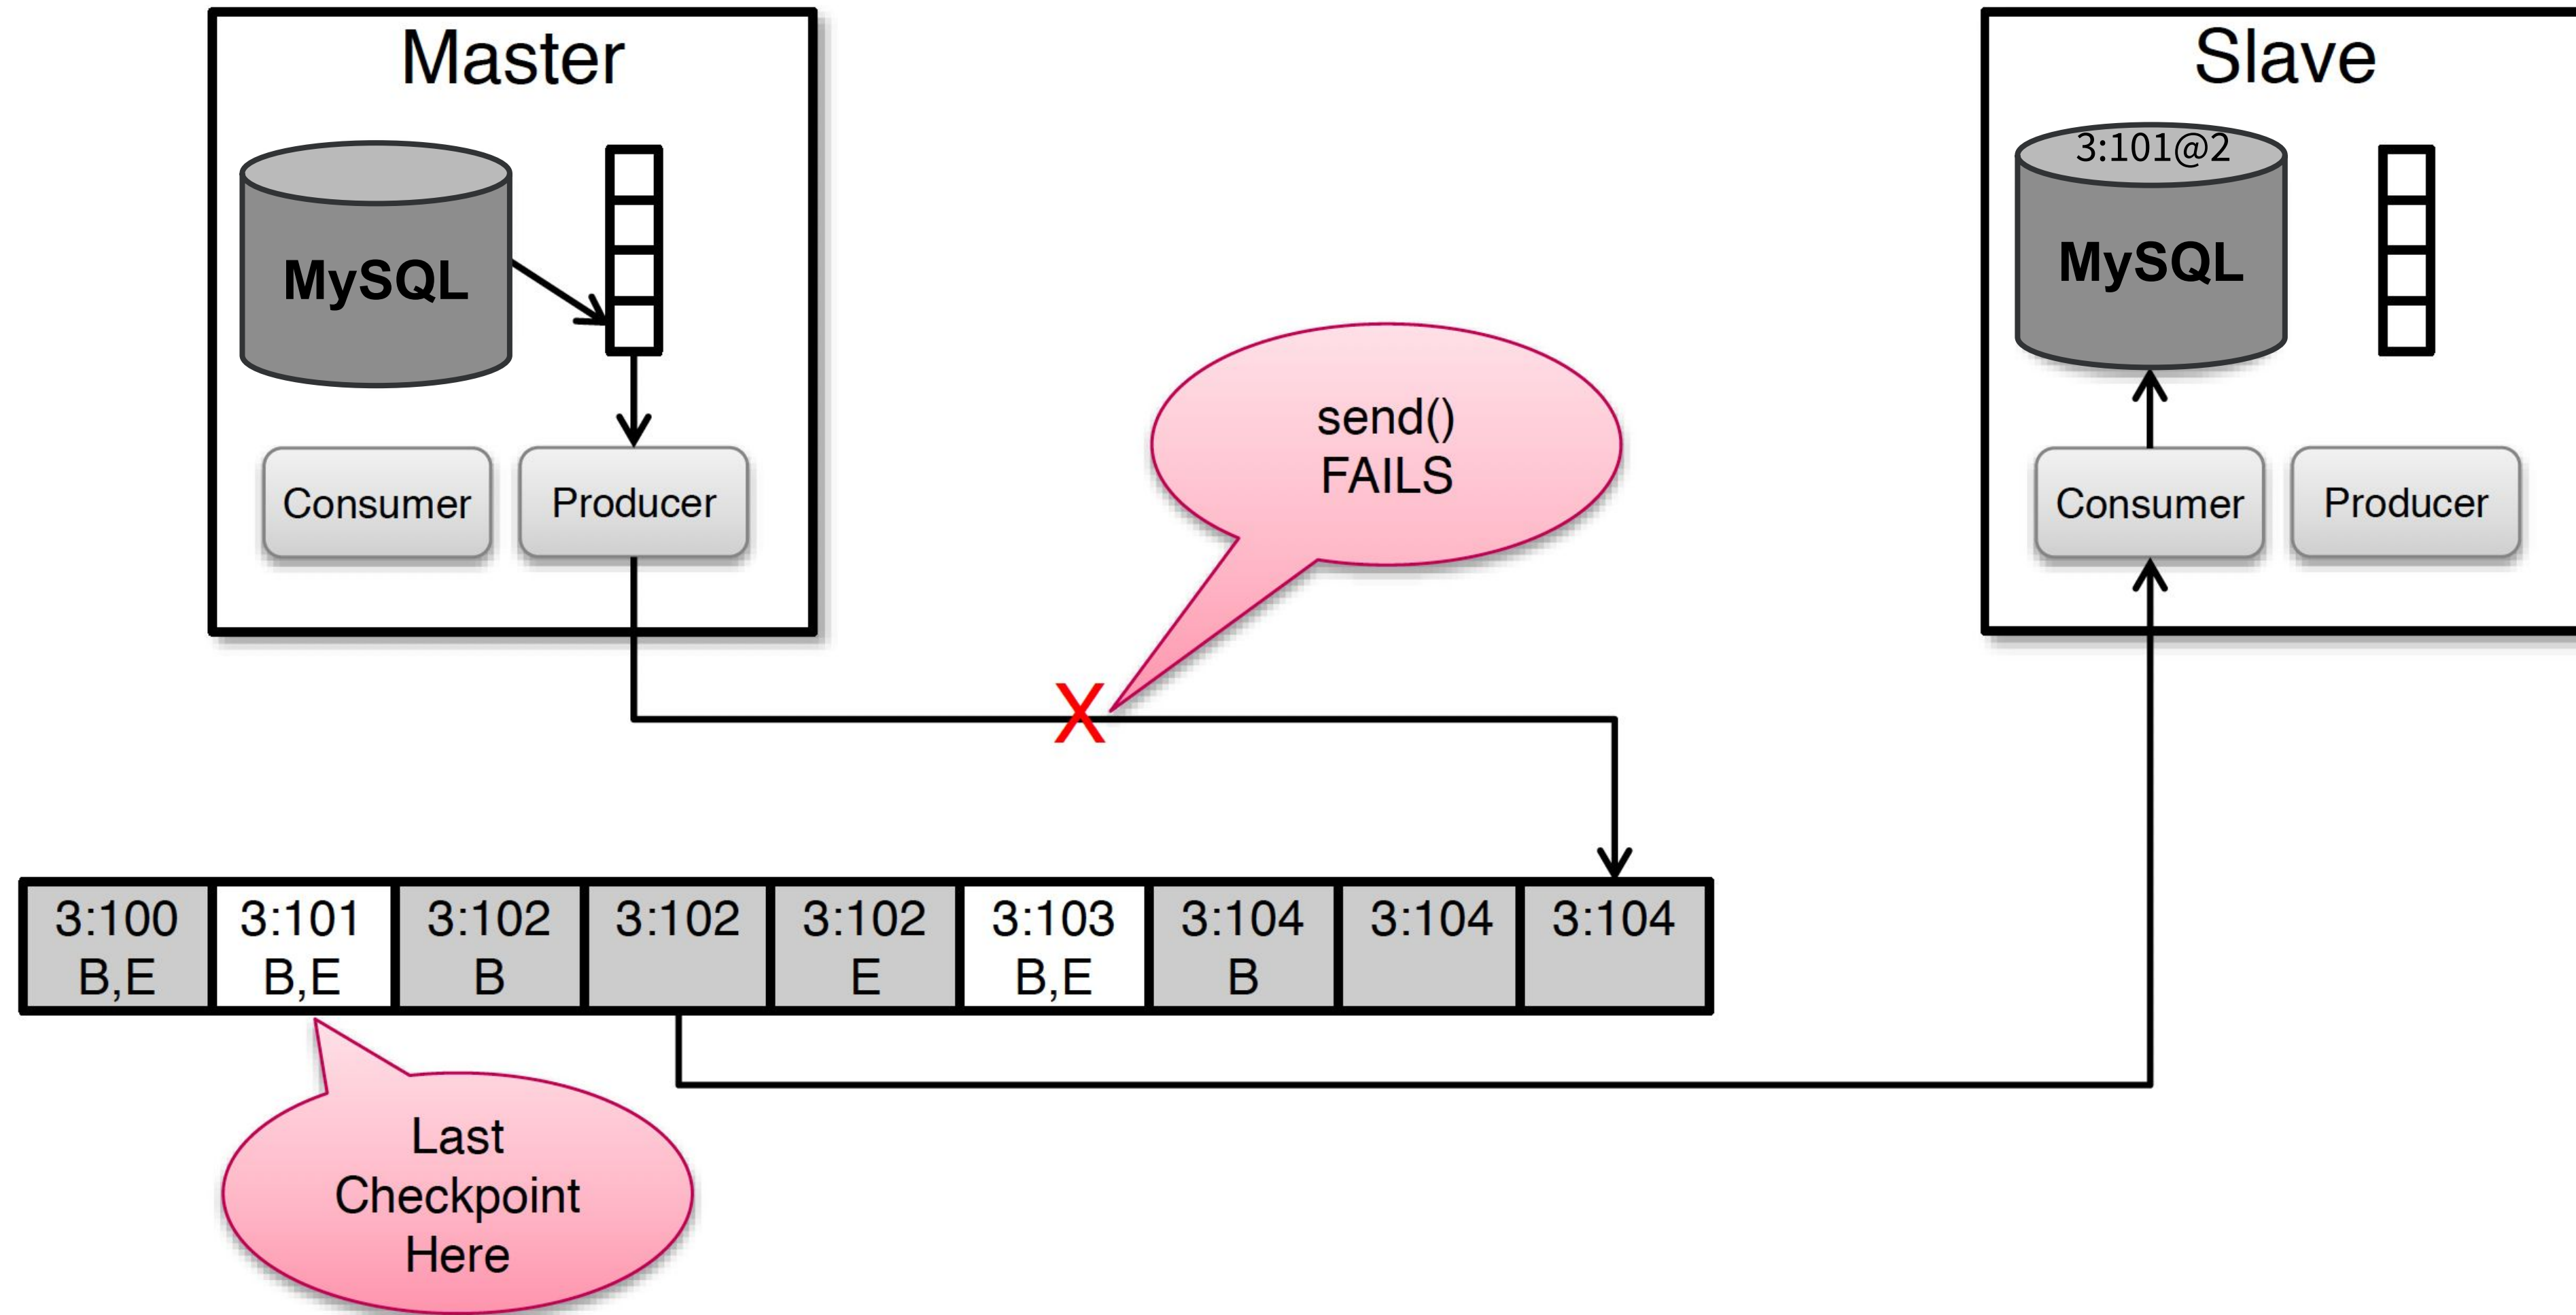 Master
MySQL
Consumer
Producer
Slave
3:101@2
MySQL
Consumer
Producer
send()
FAILS
X
3:100
B,E
3:101
B,E
3:102
B
3:102
3:102
E
3:103
B,E
3:104
B
3:104
3:104
Last
Checkpoint
Here